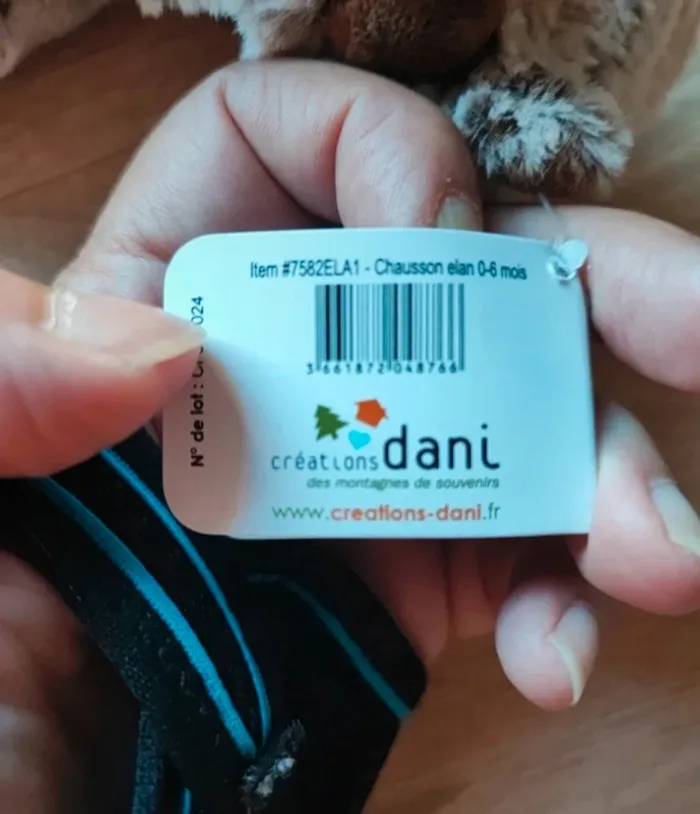 Item #7582ELA1 - Chausson elan 0-6 mois
3 661872 048766
N° de lot : 024
créations dani
des montagnes de souvenirs
www.creations-dani.fr